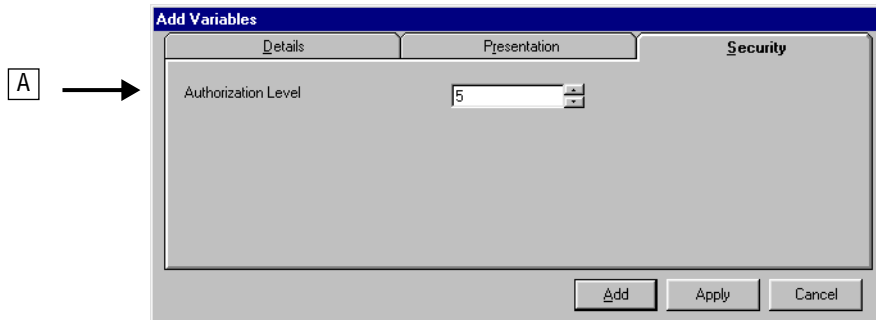 Add Variables
Details Presentation Security
A
Authorization Level 5
Add Apply Cancel